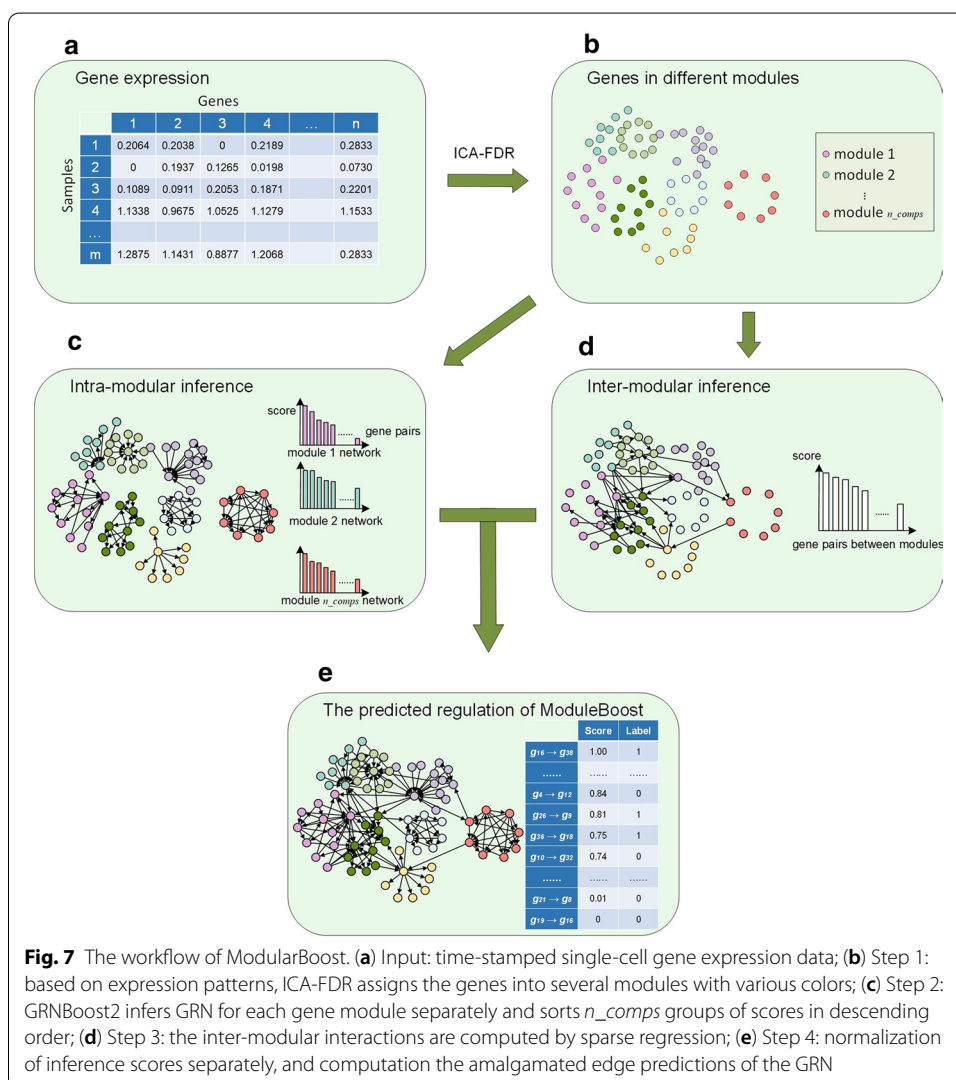 a
Gene expression
Genes
Samples
1 2 3 4 ... n
1 0.2064 0.2038 0 0.2189 0.2833
2 0 0.1937 0.1265 0.0198 0.0730
3 0.1089 0.0911 0.2053 0.1871 0.2201
4 1.1338 0.9675 1.0525 1.1279 1.1533
...
m 1.2875 1.1431 0.8877 1.2068 0.2833
ICA-FDR
b
Genes in different modules
module 1
module 2
⋮
module n_comps
c
Intra-modular inference
score
......
gene pairs
module 1 network
......
module 2 network
......
module n_comps network
d
Inter-modular inference
score
......
gene pairs between modules
e
The predicted regulation of ModuleBoost
Score Label
g16 → g38 1.00 1
...... ...... ......
g4 → g12 0.84 0
g26 → g9 0.81 1
g36 → g18 0.75 1
g10 → g32 0.74 0
...... ...... ......
g21 → g8 0.01 0
g19 → g16 0 0
Fig. 7 The workflow of ModularBoost. (a) Input: time-stamped single-cell gene expression data; (b) Step 1:
based on expression patterns, ICA-FDR assigns the genes into several modules with various colors; (c) Step 2:
GRNBoost2 infers GRN for each gene module separately and sorts n_comps groups of scores in descending
order; (d) Step 3: the inter-modular interactions are computed by sparse regression; (e) Step 4: normalization
of inference scores separately, and computation the amalgamated edge predictions of the GRN